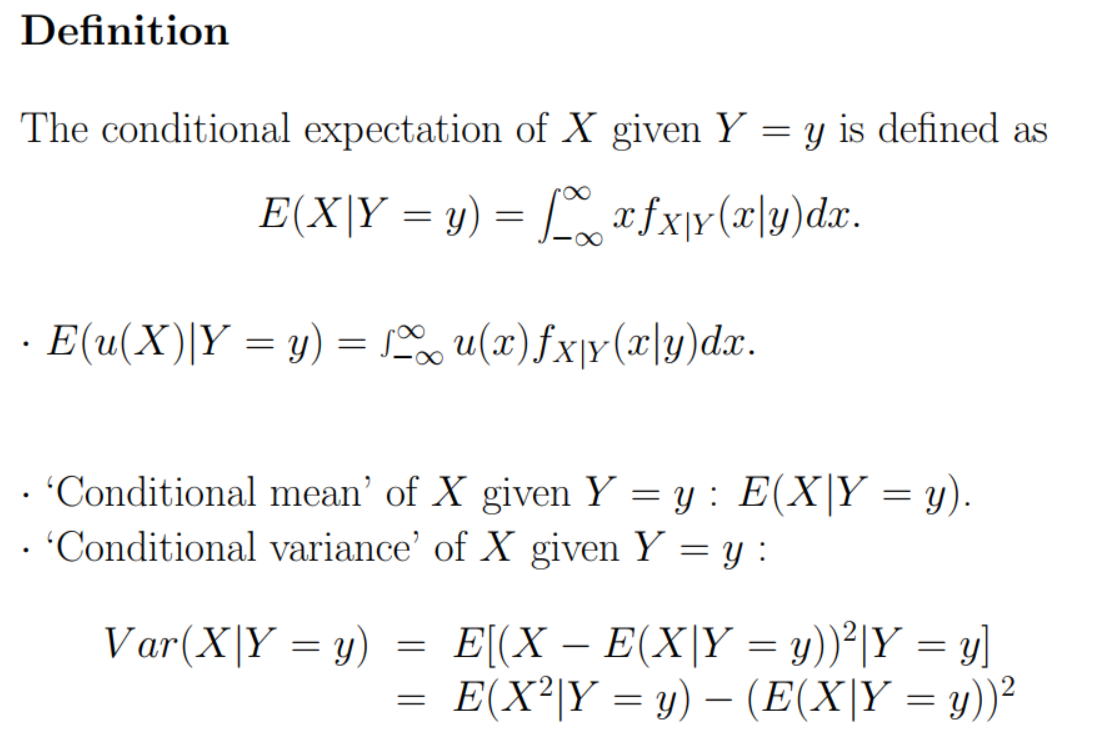 Definition
The conditional expectation of X given Y = y is defined as
E(X|Y = y) = ∫_{-∞}^{∞} x f_{X|Y}(x|y)dx.
· E(u(X)|Y = y) = ∫_{-∞}^{∞} u(x) f_{X|Y}(x|y)dx.
· ‘Conditional mean’ of X given Y = y : E(X|Y = y).
· ‘Conditional variance’ of X given Y = y :
Var(X|Y = y) = E[(X − E(X|Y = y))²|Y = y]
= E(X²|Y = y) − (E(X|Y = y))²